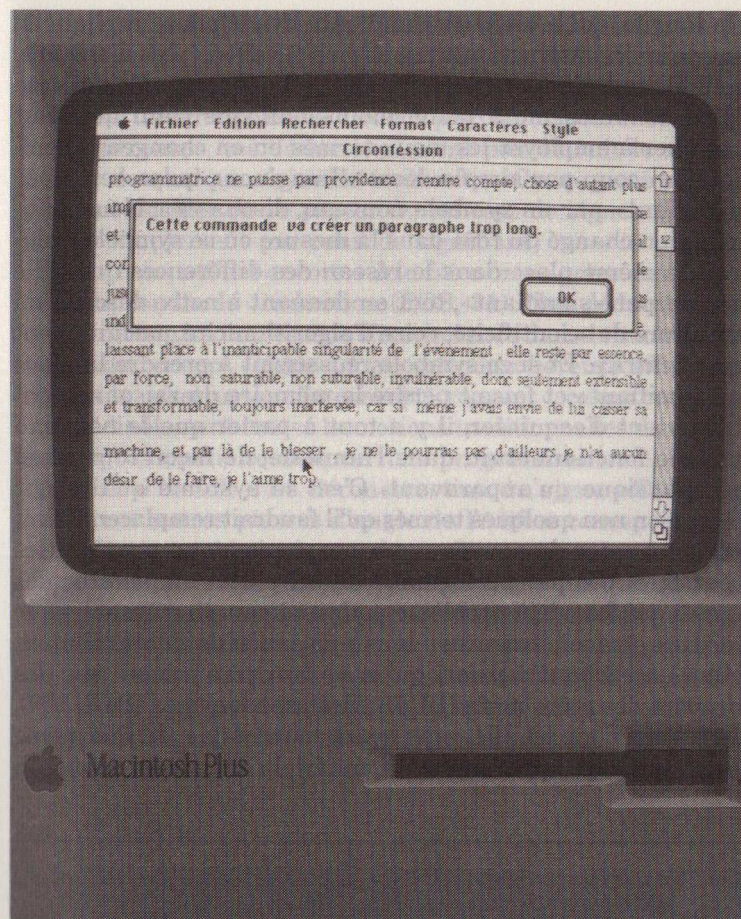 Fichier Edition Rechercher Format Caractères Style
Circonfession
programmatrice ne puisse par providence rendre compte, chose d'autant plus
Cette commande va créer un paragraphe trop long.
OK
et
laissant place à l'inanticipable singularité de l'évenement , elle reste par essence,
par force, non saturable, non suturable, invulnérable, donc seulement extensible
et transformable, toujours inachevée, car si même j'avais envie de lui casser sa
machine, et par là de le blesser je ne le pourrais pas d'ailleurs je n'ai aucun
désir de le faire, je l'aime trop.
Macintosh Plus